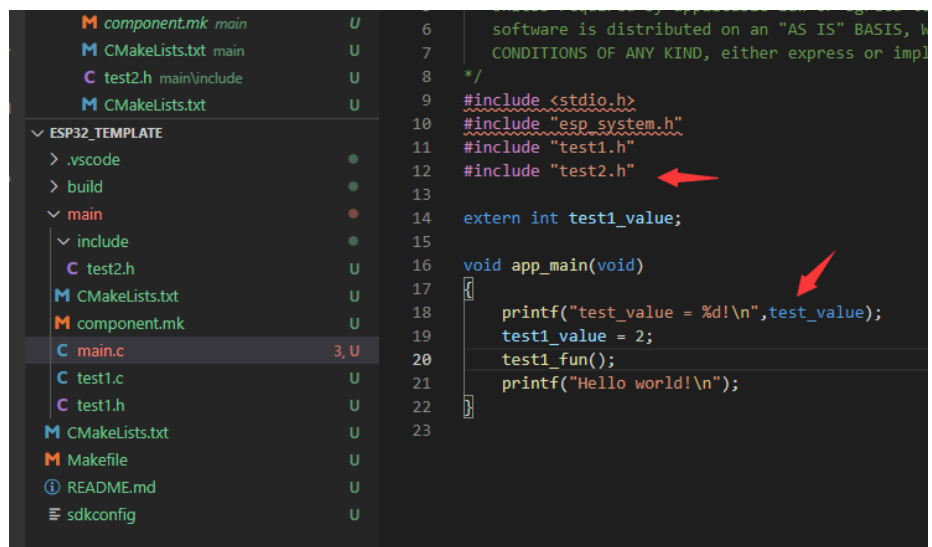 component.mk main U
CMakeLists.txt main U
test2.h main\include U
CMakeLists.txt U
ESP32_TEMPLATE
.vscode
build
main
include
test2.h U
CMakeLists.txt U
component.mk U
main.c 3, U
test1.c U
test1.h U
CMakeLists.txt U
Makefile U
README.md U
sdkconfig U
6 software is distributed on an "AS IS" BASIS,
7 CONDITIONS OF ANY KIND, either express or impl
8 */
9 #include <stdio.h>
10 #include "esp_system.h"
11 #include "test1.h"
12 #include "test2.h"
13
14 extern int test1_value;
15
16 void app_main(void)
17 {
18 printf("test_value = %d!\n",test_value);
19 test1_value = 2;
20 test1_fun();
21 printf("Hello world!\n");
22 }
23